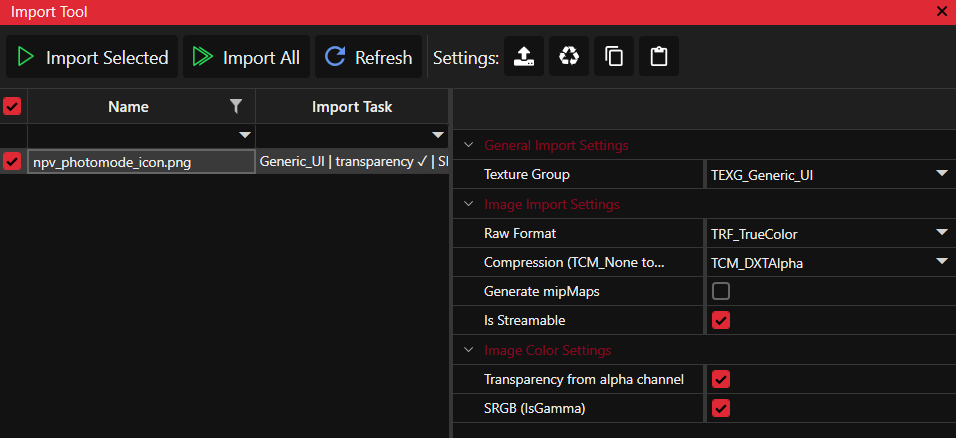 Import Tool
Import Selected Import All Refresh Settings:
Name Import Task
npv_photomode_icon.png Generic_UI | transparency ✓ | SI
General Import Settings
Texture Group TEXG_Generic_UI
Image Import Settings
Raw Format TRF_TrueColor
Compression (TCM_None to... TCM_DXTAlpha
Generate mipMaps
Is Streamable
Image Color Settings
Transparency from alpha channel
SRGB (IsGamma)